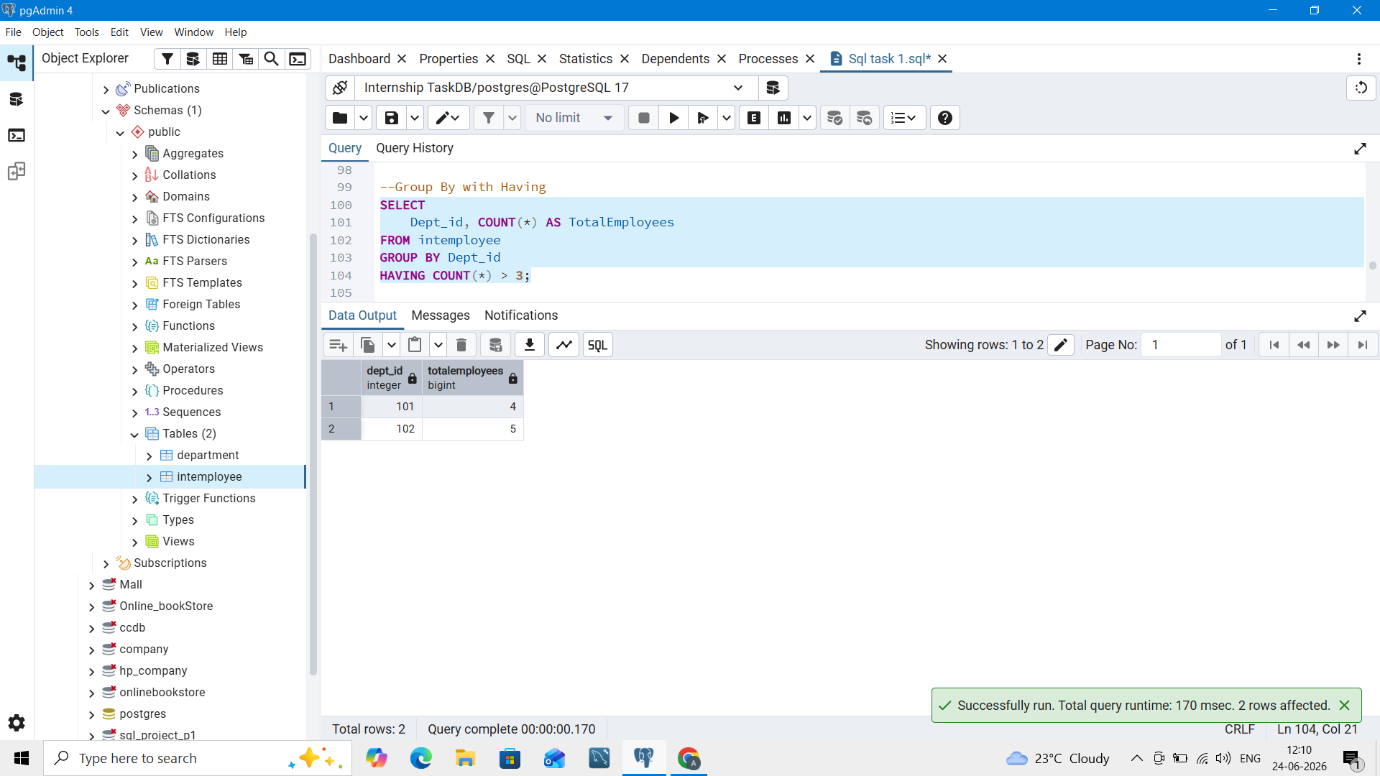 pgAdmin 4
File Object Tools Edit View Window Help
Object Explorer
Dashboard Properties SQL Statistics Dependents Processes Sql task 1.sql*
Publications
Schemas (1)
public
Aggregates
Collations
Domains
FTS Configurations
FTS Dictionaries
Aa FTS Parsers
FTS Templates
Foreign Tables
Functions
Materialized Views
Operators
Procedures
1..3 Sequences
Tables (2)
department
intemployee
Trigger Functions
Types
Views
Subscriptions
Mall
Online_bookStore
ccdb
company
hp_company
onlinebookstore
postgres
sql_project_p1
Internship TaskDB/postgres@PostgreSQL 17
No limit
E
Query Query History
98
99 --Group By with Having
100 SELECT
101 Dept_id, COUNT(*) AS TotalEmployees
102 FROM intemployee
103 GROUP BY Dept_id
104 HAVING COUNT(*) > 3;
105
Data Output Messages Notifications
SQL
Showing rows: 1 to 2 Page No: 1 of 1
dept_id totalemployees
integer bigint
1 101 4
2 102 5
Successfully run. Total query runtime: 170 msec. 2 rows affected.
Total rows: 2 Query complete 00:00:00.170 CRLF Ln 104, Col 21
Type here to search
A
23°C Cloudy
ENG
12:10
24-06-2026
1